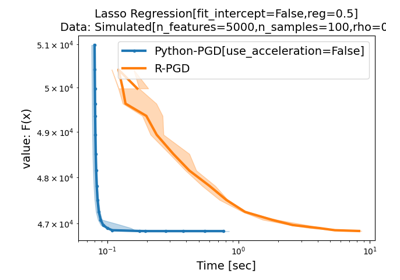 Lasso Regression[fit_intercept=False,reg=0.5]
Data: Simulated[n_features=5000,n_samples=100,rho=0
Python-PGD[use_acceleration=False]
R-PGD
value: F(x)
5.1 × 10⁴
5 × 10⁴
4.9 × 10⁴
4.8 × 10⁴
4.7 × 10⁴
10⁻¹ 10⁰ 10¹
Time [sec]